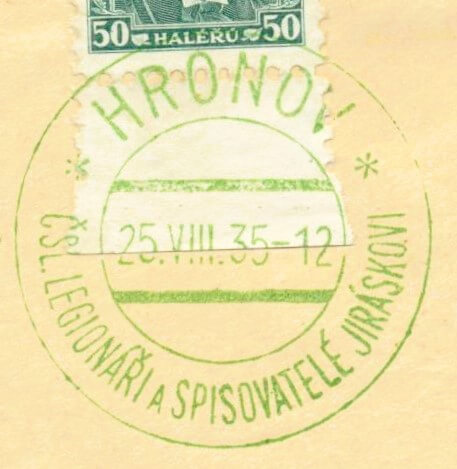 50 HALÉŘŮ 50
HRONOV
25.VIII.35-12
ČSL. LEGIONÁŘI A SPISOVATELÉ JIRÁSKOVI